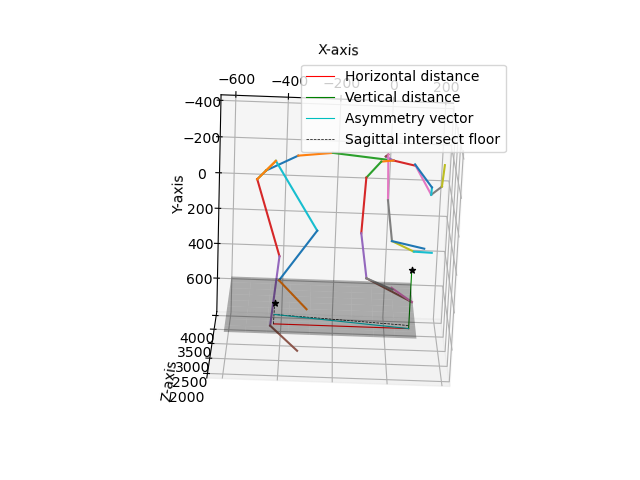 X-axis
−600
−400
−200
0
200
Horizontal distance
Vertical distance
Asymmetry vector
Sagittal intersect floor
Y-axis
−400
−200
0
200
400
600
Z-axis
4000
3500
3000
2500
2000